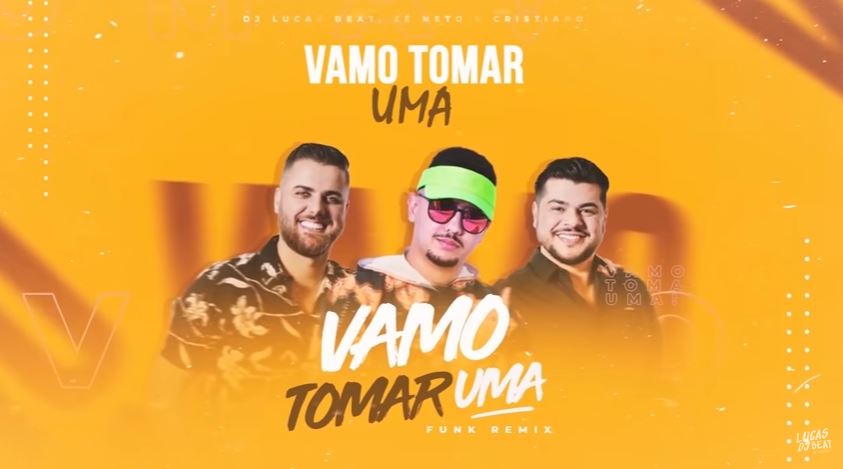 DJ LUCAS BEAT, ZÉ NETO & CRISTIANO
VAMO TOMAR
UMA
VAMO
TOMA
UMA!
VAMO
TOMAR UMA
FUNK REMIX
LUCAS
DJ BEAT